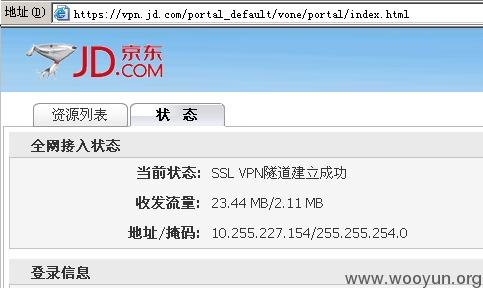 地址(D) https://vpn.jd.com/portal_default/vone/portal/index.html
JD.COM 京东
资源列表 状 态
全网接入状态
当前状态: SSL VPN隧道建立成功
收发流量: 23.44 MB/2.11 MB
地址/掩码: 10.255.227.154/255.255.254.0
登录信息
www.wooyun.org